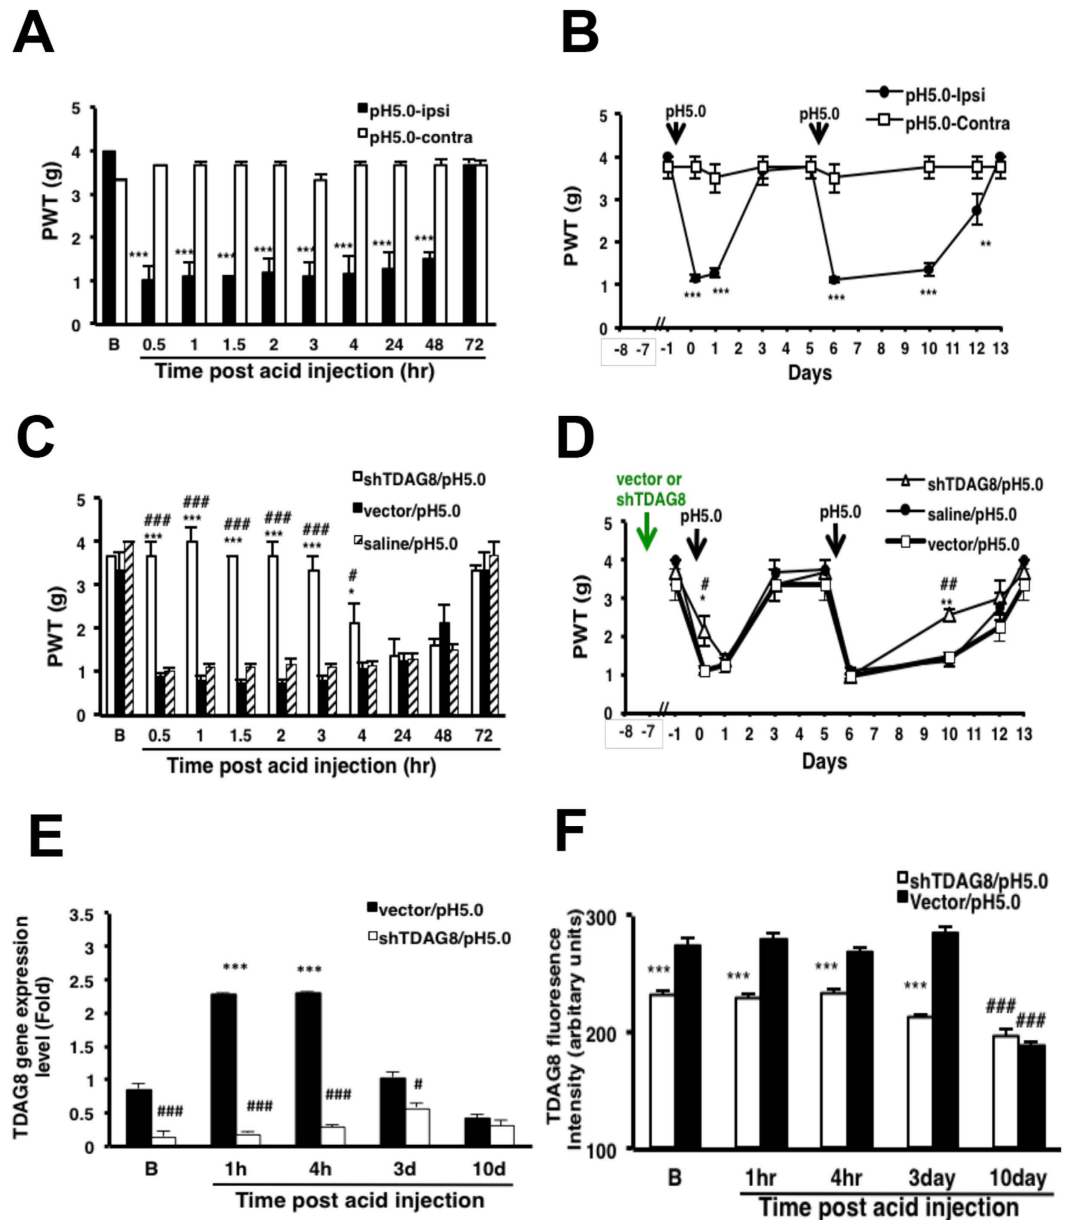 A
pH5.0-ipsi
pH5.0-contra
PWT (g)
5
4
3
2
1
0
***
***
***
***
***
***
***
***
B 0.5 1 1.5 2 3 4 24 48 72
Time post acid injection (hr)
B
pH5.0-Ipsi
pH5.0-Contra
pH5.0
pH5.0
PWT (g)
5
4
3
2
1
0
***
***
***
***
**
//
-8 -7 -1 0 1 2 3 4 5 6 7 8 9 10 11 12 13
Days
C
shTDAG8/pH5.0
vector/pH5.0
saline/pH5.0
PWT (g)
5
4
3
2
1
0
###
***
###
***
###
***
###
***
###
***
#
*
B 0.5 1 1.5 2 3 4 24 48 72
Time post acid injection (hr)
D
vector or
shTDAG8
pH5.0
pH5.0
shTDAG8/pH5.0
saline/pH5.0
vector/pH5.0
PWT (g)
5
4
3
2
1
0
#
*
##
**
//
-8 -7 -1 0 1 2 3 4 5 6 7 8 9 10 11 12 13
Days
E
vector/pH5.0
shTDAG8/pH5.0
TDAG8 gene expression
level (Fold)
3.5
3
2.5
2
1.5
1
0.5
0
***
***
###
###
###
#
B 1h 4h 3d 10d
Time post acid injection
F
shTDAG8/pH5.0
Vector/pH5.0
TDAG8 fluoresence
Intensity (arbitary units)
300
200
100
***
***
***
***
###
###
B 1hr 4hr 3day 10day
Time post acid injection